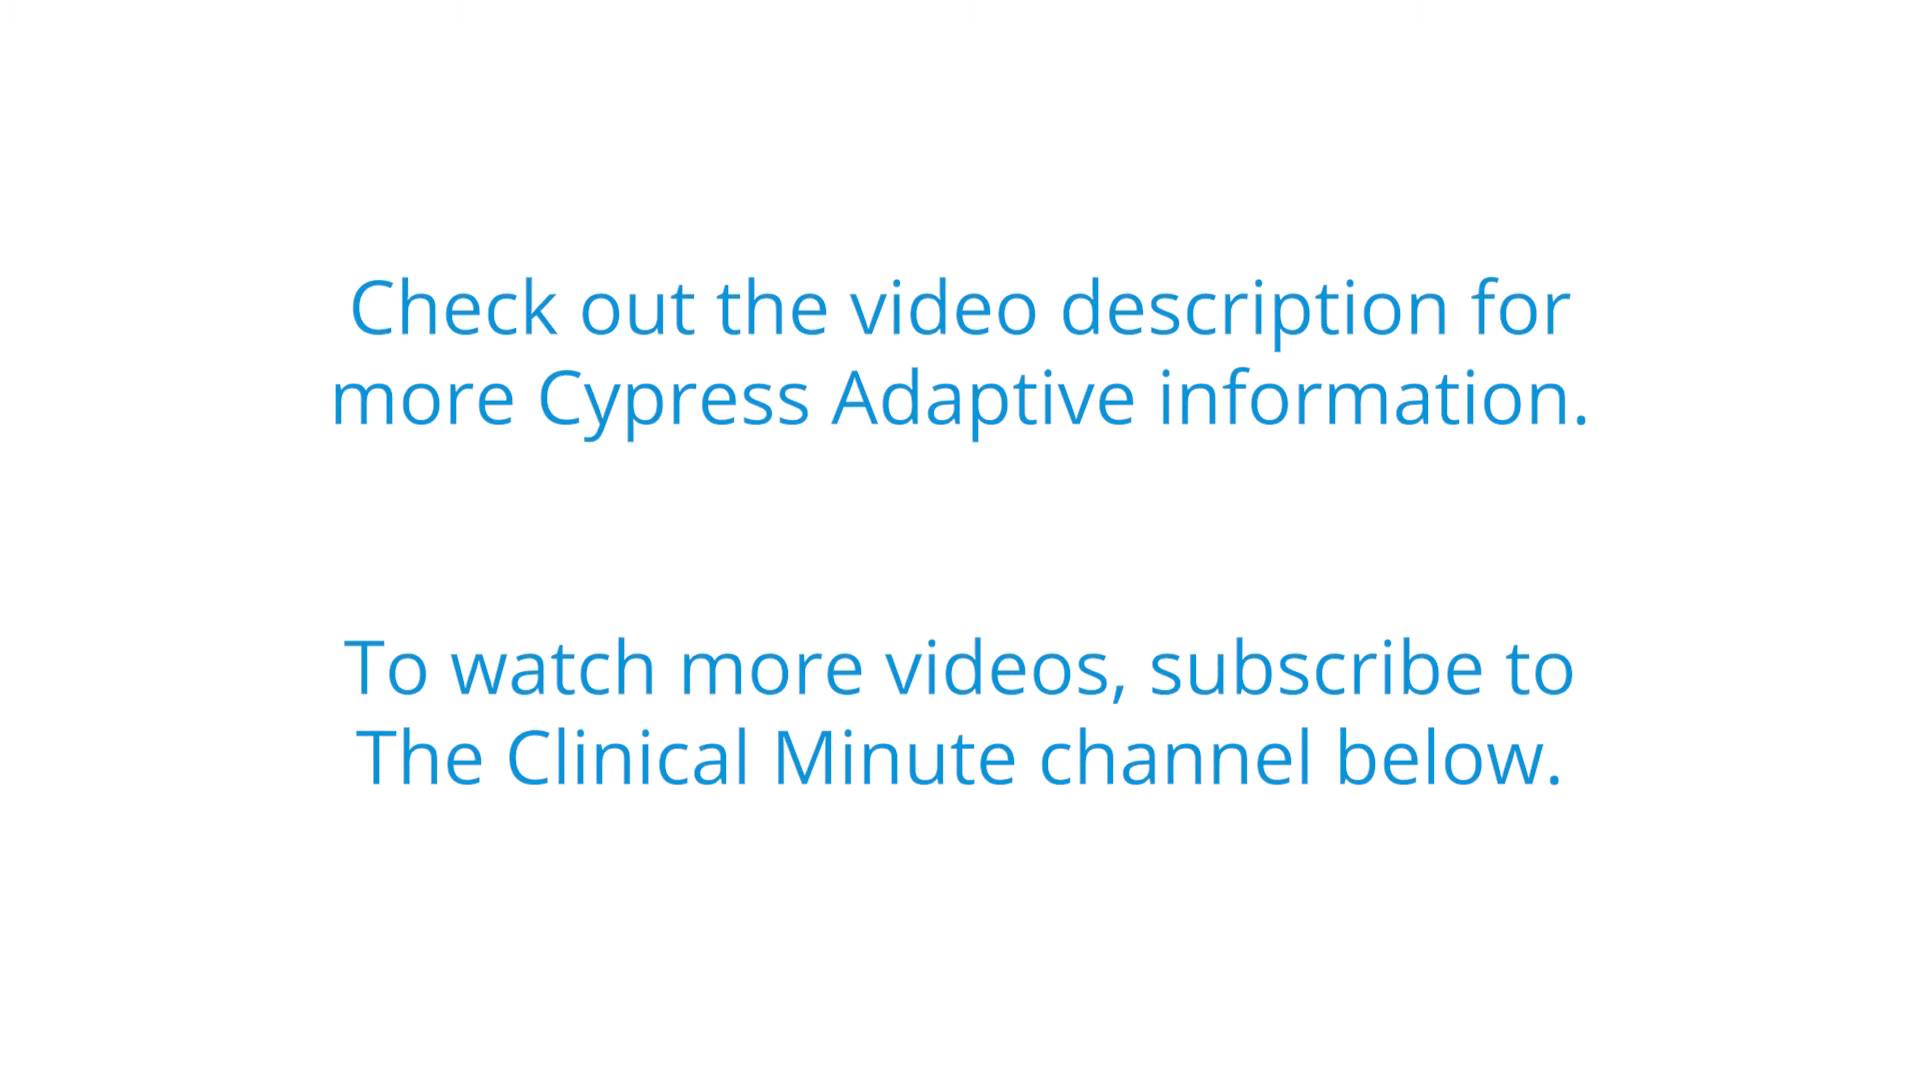 Check out the video description for
more Cypress Adaptive information.
To watch more videos, subscribe to
The Clinical Minute channel below.